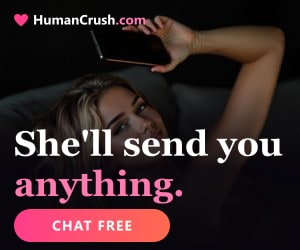 HumanCrush.com
She'll send you
anything.
CHAT FREE